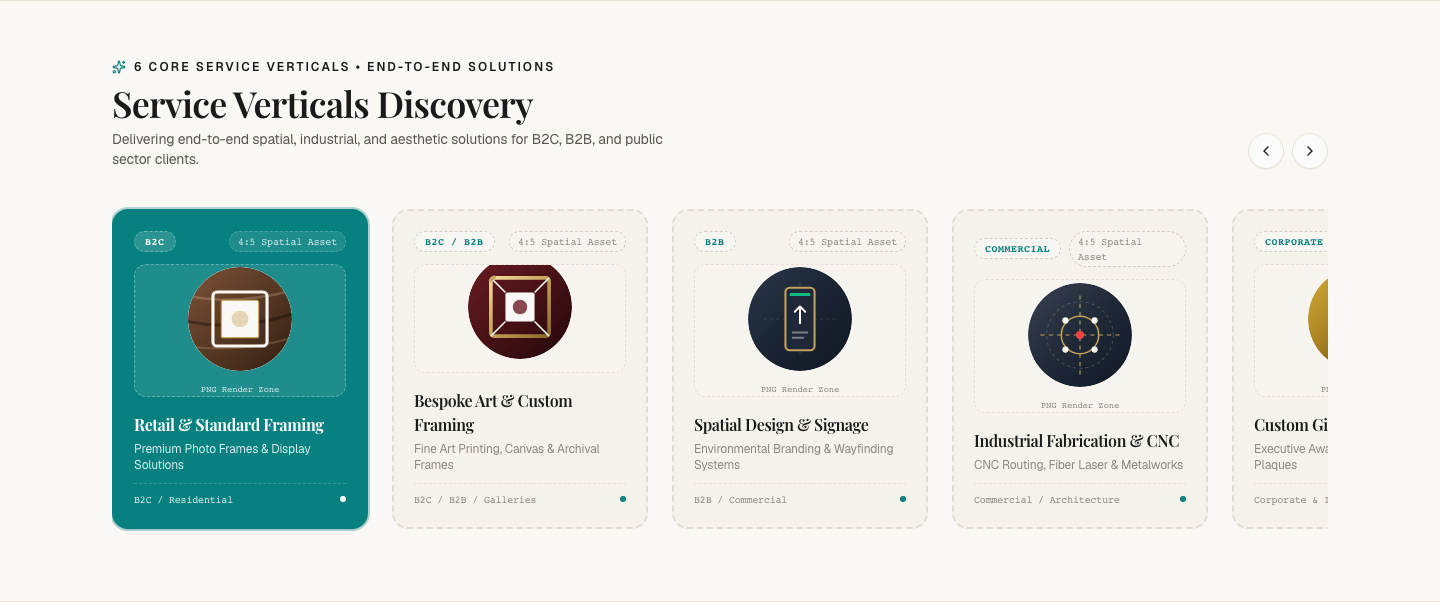 6 CORE SERVICE VERTICALS • END-TO-END SOLUTIONS
Service Verticals Discovery
Delivering end-to-end spatial, industrial, and aesthetic solutions for B2C, B2B, and public
sector clients.
B2C
4:5 Spatial Asset
PNG Render Zone
Retail & Standard Framing
Premium Photo Frames & Display
Solutions
B2C / Residential
B2C / B2B
4:5 Spatial Asset
Bespoke Art & Custom
Framing
Fine Art Printing, Canvas & Archival
Frames
B2C / B2B / Galleries
B2B
4:5 Spatial Asset
PNG Render Zone
Spatial Design & Signage
Environmental Branding & Wayfinding
Systems
B2B / Commercial
COMMERCIAL
4:5 Spatial
Asset
PNG Render Zone
Industrial Fabrication & CNC
CNC Routing, Fiber Laser & Metalworks
Commercial / Architecture
CORPORATE
Custom
Executive
Plaques
Corporate &